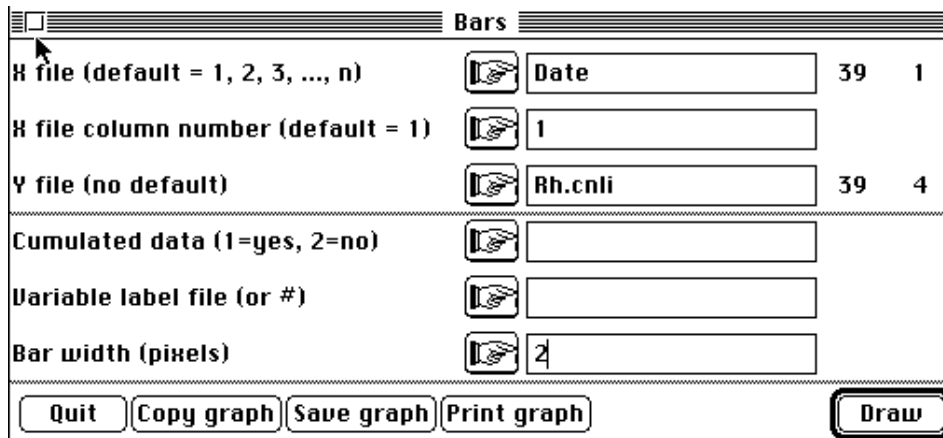 Bars
X file (default = 1, 2, 3, ..., n) Date 39 1
X file column number (default = 1) 1
Y file (no default) Rh.cnli 39 4
Cumulated data (1=yes, 2=no)
Variable label file (or #)
Bar width (pixels) 2
Quit Copy graph Save graph Print graph Draw